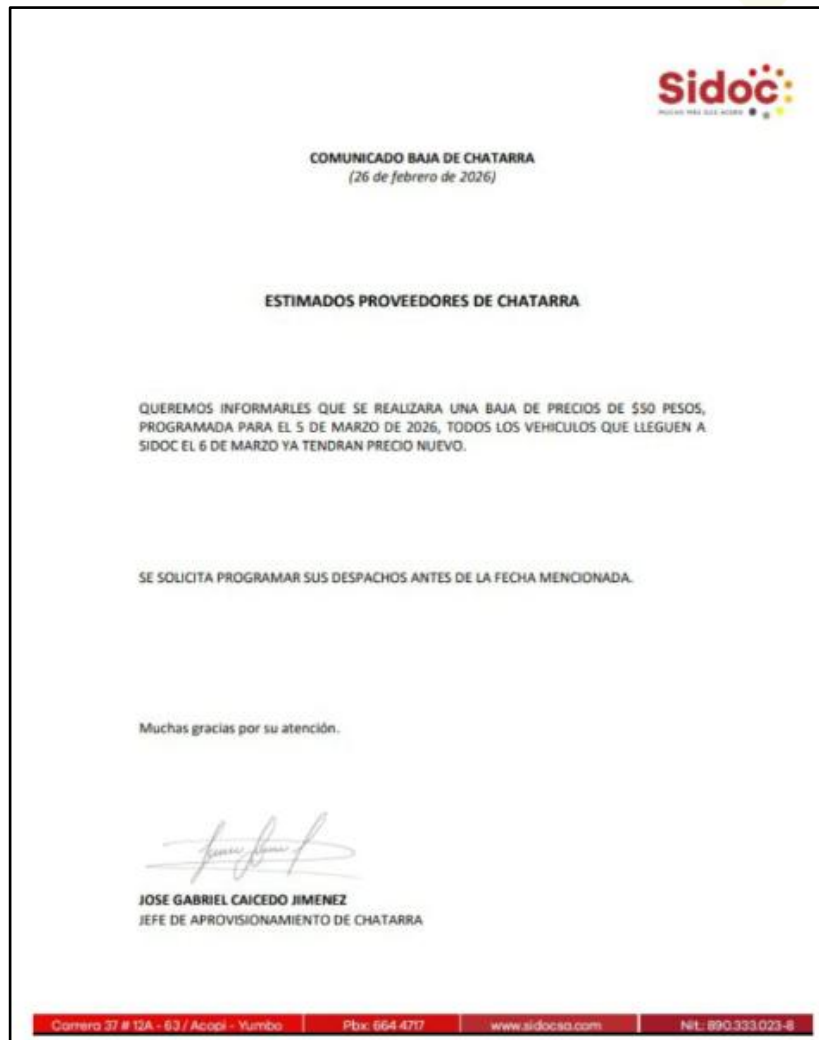 Sidoc
COMUNICADO BAJA DE CHATARRA
(26 de febrero de 2026)
ESTIMADOS PROVEEDORES DE CHATARRA
QUEREMOS INFORMARLES QUE SE REALIZARA UNA BAJA DE PRECIOS DE $50 PESOS,
PROGRAMADA PARA EL 5 DE MARZO DE 2026, TODOS LOS VEHICULOS QUE LLEGUEN A
SIDOC EL 6 DE MARZO YA TENDRAN PRECIO NUEVO.
SE SOLICITA PROGRAMAR SUS DESPACHOS ANTES DE LA FECHA MENCIONADA.
Muchas gracias por su atención.
JOSE GABRIEL CAICEDO JIMENEZ
JEFE DE APROVISIONAMIENTO DE CHATARRA
Carrera 37 # 12A - 63 / Acopi - Yumbo Pbx: 664 4717 www.sidocsa.com Nit.: 890.333.023-8